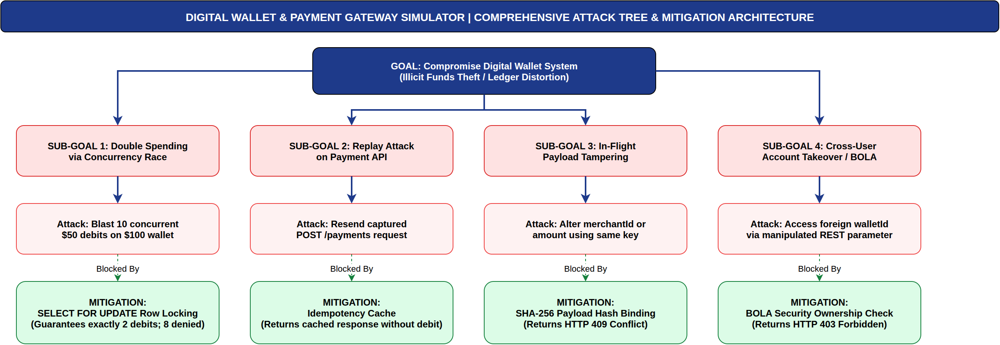 DIGITAL WALLET & PAYMENT GATEWAY SIMULATOR | COMPREHENSIVE ATTACK TREE & MITIGATION ARCHITECTURE
GOAL: Compromise Digital Wallet System
(Illicit Funds Theft / Ledger Distortion)
SUB-GOAL 1: Double Spending
via Concurrency Race
SUB-GOAL 2: Replay Attack
on Payment API
SUB-GOAL 3: In-Flight
Payload Tampering
SUB-GOAL 4: Cross-User
Account Takeover / BOLA
Attack: Blast 10 concurrent
$50 debits on $100 wallet
Attack: Resend captured
POST /payments request
Attack: Alter merchantId or
amount using same key
Attack: Access foreign walletId
via manipulated REST parameter
Blocked By
Blocked By
Blocked By
Blocked By
MITIGATION:
SELECT FOR UPDATE Row Locking
(Guarantees exactly 2 debits; 8 denied)
MITIGATION:
Idempotency Cache
(Returns cached response without debit)
MITIGATION:
SHA-256 Payload Hash Binding
(Returns HTTP 409 Conflict)
MITIGATION:
BOLA Security Ownership Check
(Returns HTTP 403 Forbidden)